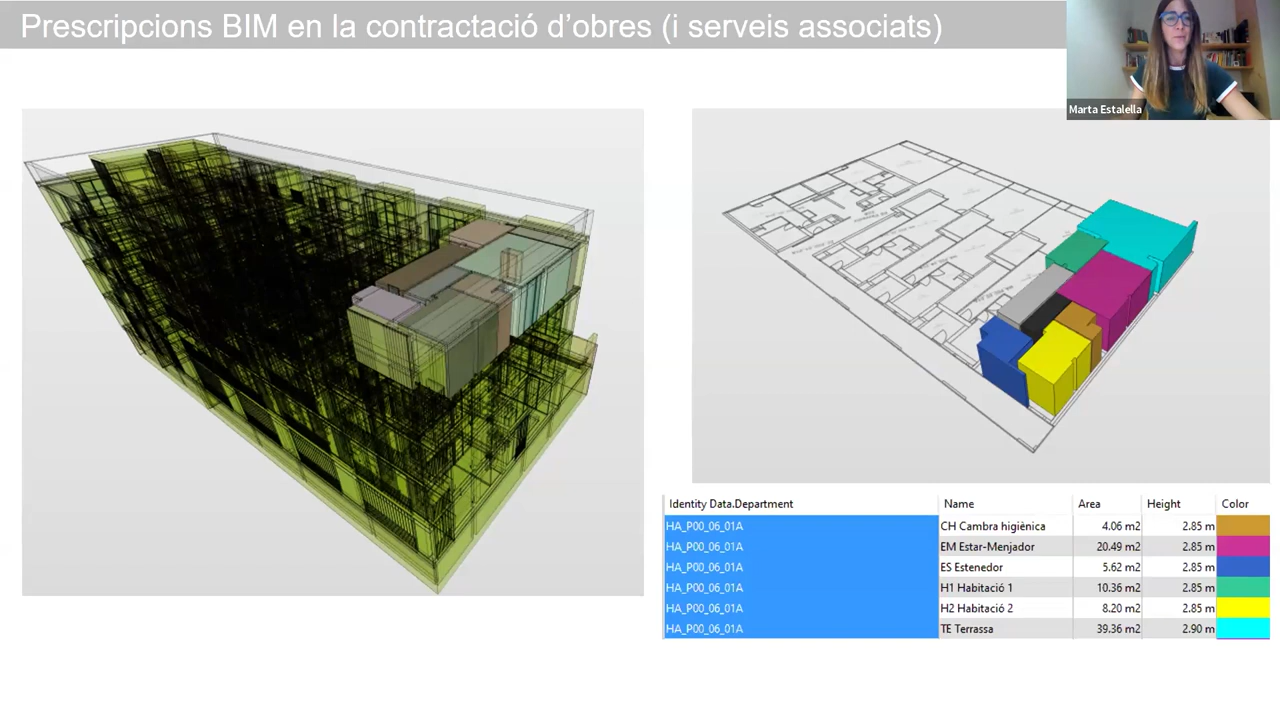 Prescripcions BIM en la contractació d'obres (i serveis associats)
Marta Estalella
Identity Data.Department Name Area Height Color
HA_P00_06_01A CH Cambra higiènica 4.06 m2 2.85 m
HA_P00_06_01A EM Estar-Menjador 20.49 m2 2.85 m
HA_P00_06_01A ES Estenedor 5.62 m2 2.85 m
HA_P00_06_01A H1 Habitació 1 10.36 m2 2.85 m
HA_P00_06_01A H2 Habitació 2 8.20 m2 2.85 m
HA_P00_06_01A TE Terrassa 39.36 m2 2.90 m